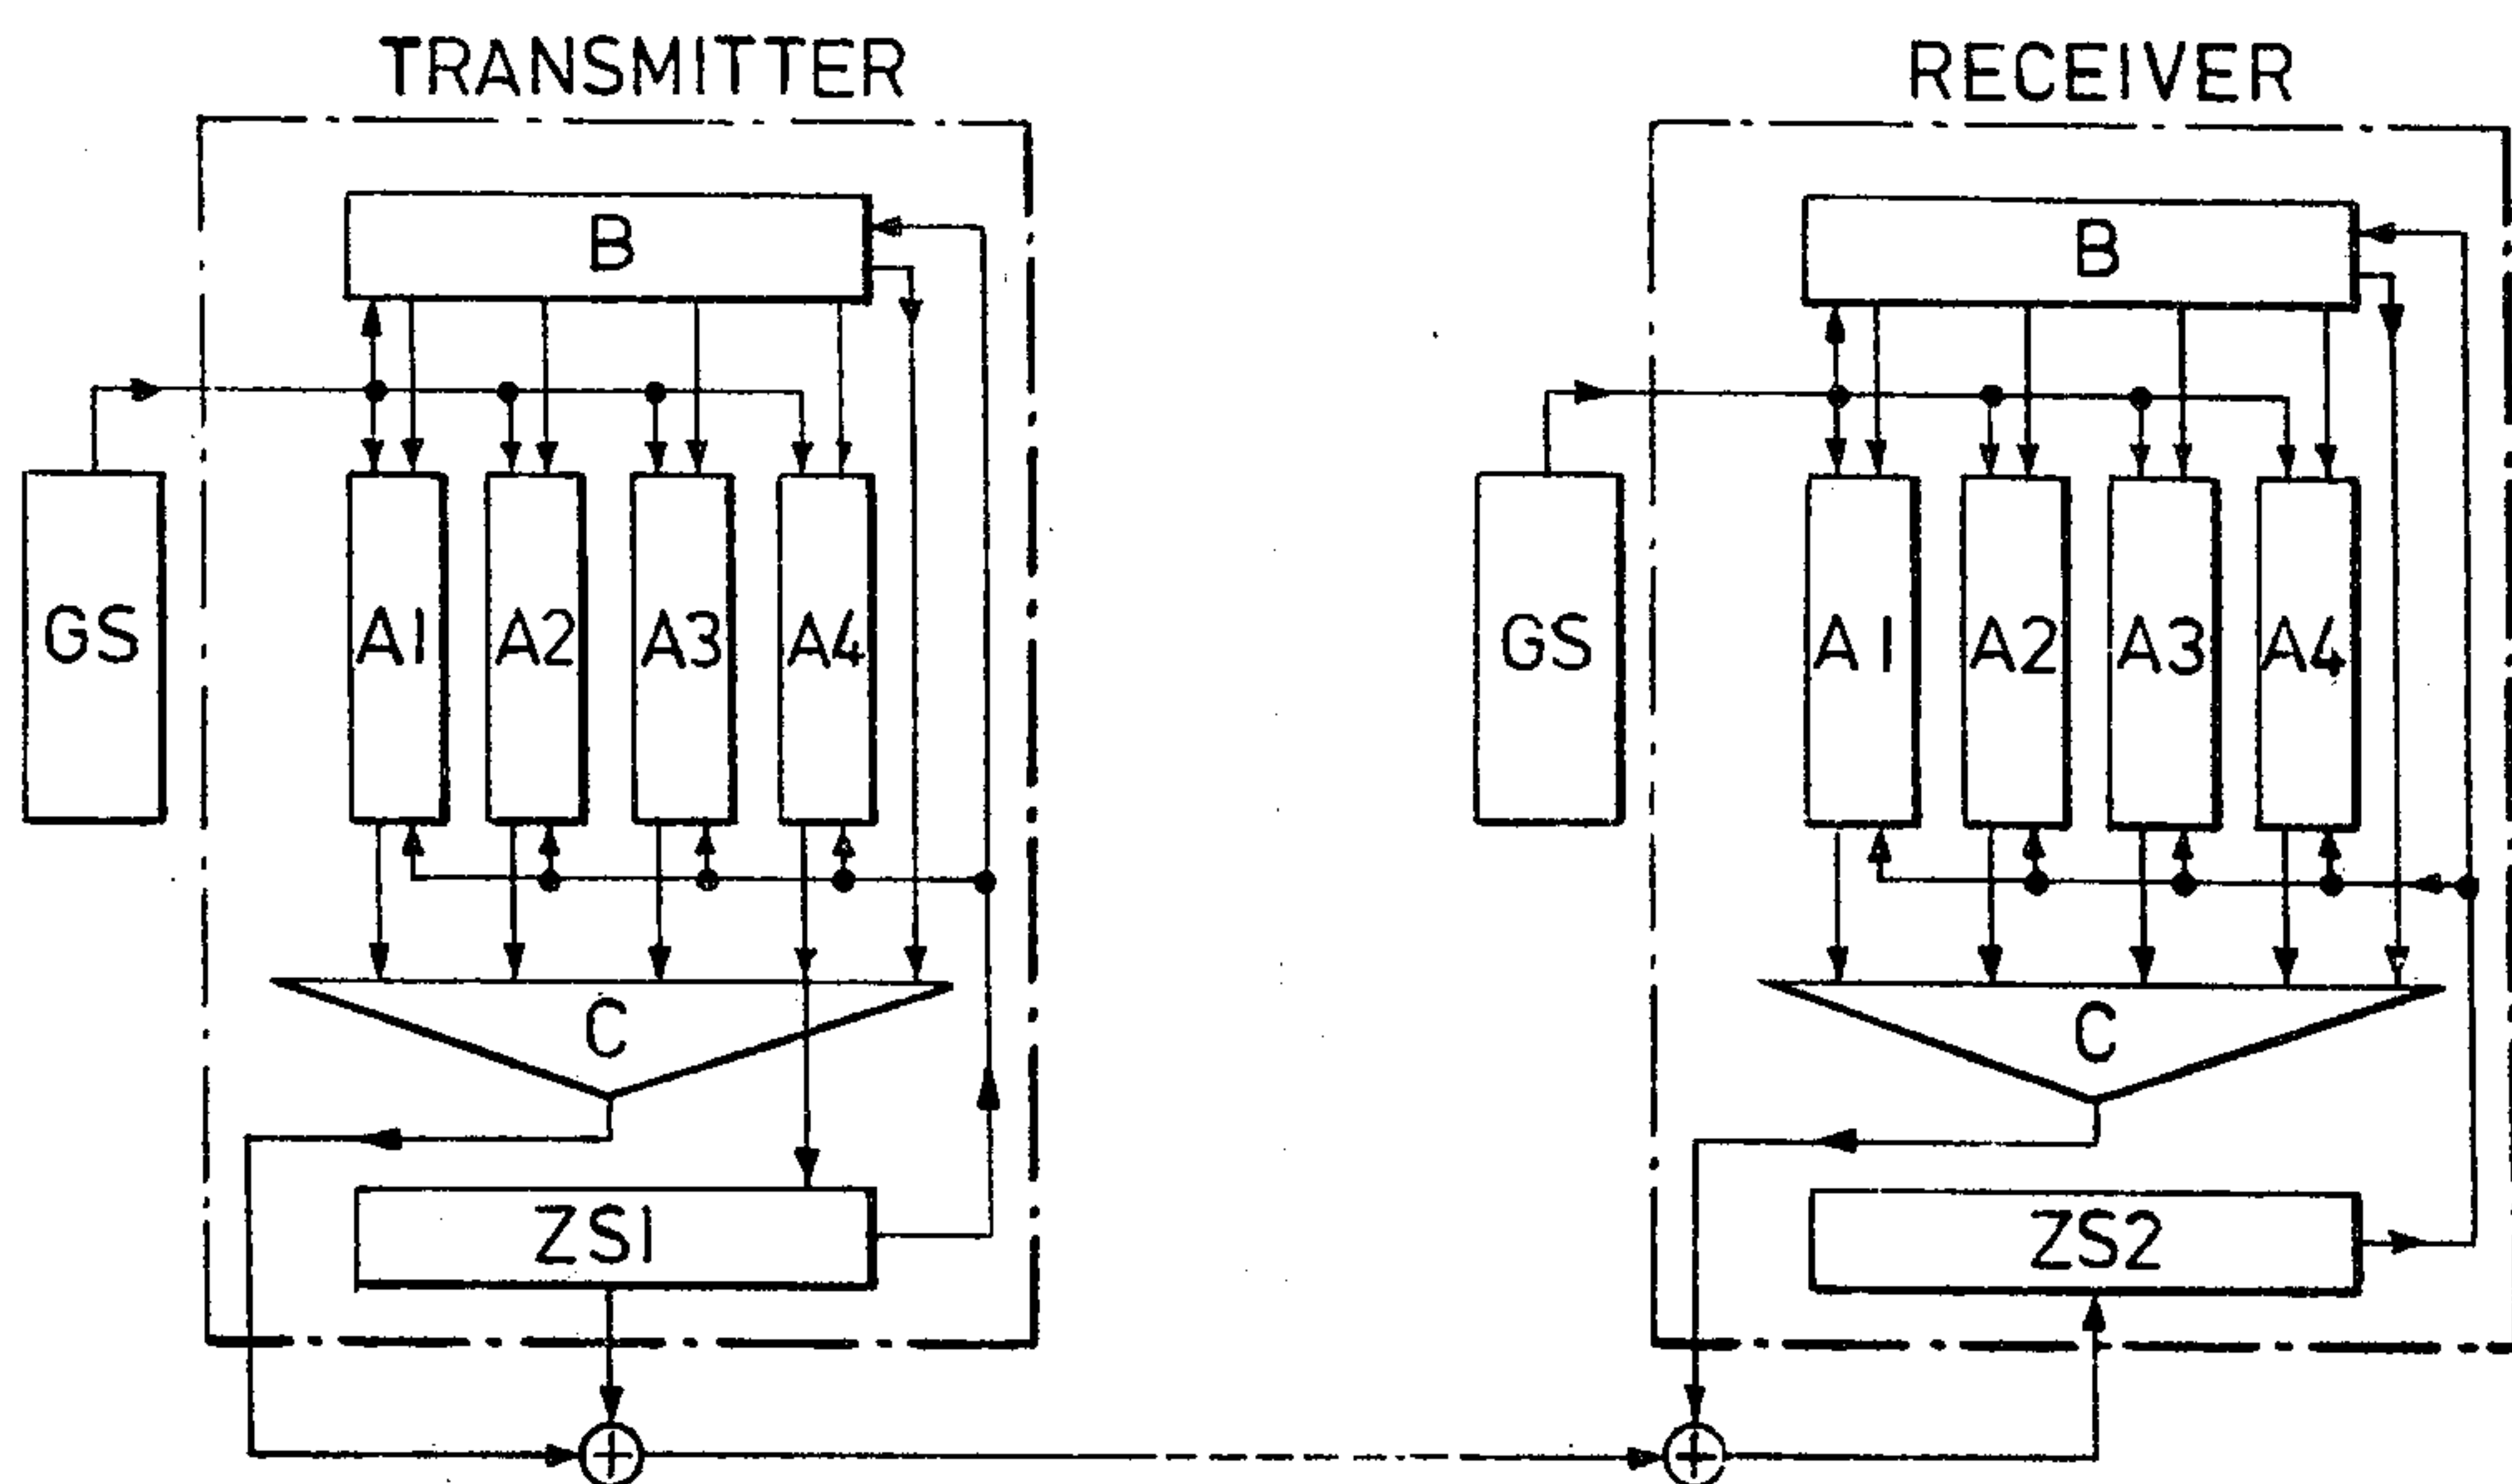 TRANSMITTER
RECEIVER
B
B
GS
A1
A2
A3
A4
GS
A1
A2
A3
A4
C
C
ZS1
ZS2